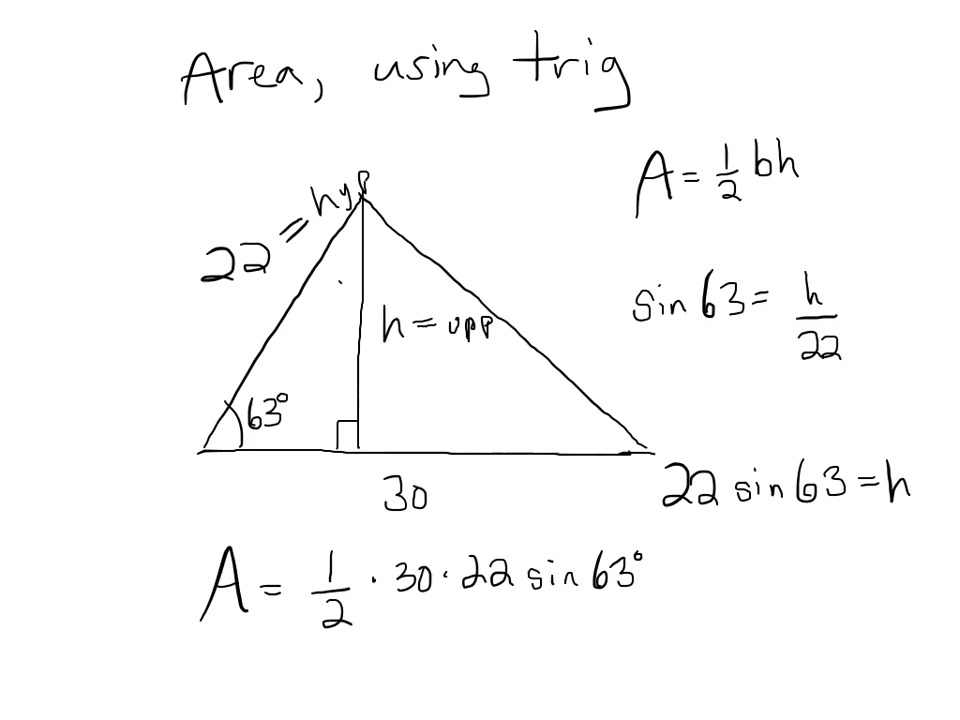 Area, using trig
A = 1/2 bh
22 = hyp
sin 63 = h/22
h = opp
63°
30
22 sin 63 = h
A = 1/2 · 30 · 22 sin 63°